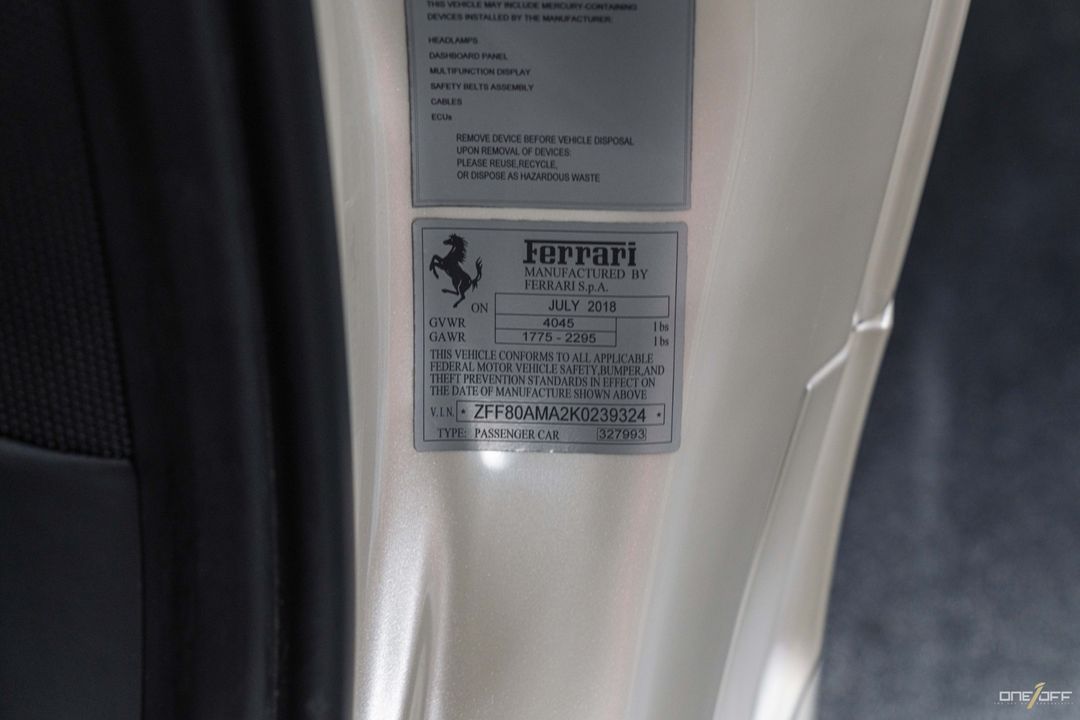 THIS VEHICLE MAY INCLUDE MERCURY-CONTAINING
DEVICES INSTALLED BY THE MANUFACTURER:
HEADLAMPS
DASHBOARD PANEL
MULTIFUNCTION DISPLAY
SAFETY BELTS ASSEMBLY
CABLES
ECUs
REMOVE DEVICE BEFORE VEHICLE DISPOSAL
UPON REMOVAL OF DEVICES:
PLEASE REUSE,RECYCLE,
OR DISPOSE AS HAZARDOUS WASTE
Ferrari
MANUFACTURED BY
FERRARI S.p.A.
ON JULY 2018
GVWR 4045 lbs
GAWR 1775 - 2295 lbs
THIS VEHICLE CONFORMS TO ALL APPLICABLE
FEDERAL MOTOR VEHICLE SAFETY,BUMPER,AND
THEFT PREVENTION STANDARDS IN EFFECT ON
THE DATE OF MANUFACTURE SHOWN ABOVE
V.I.N. * ZFF80AMA2K0239324 *
TYPE: PASSENGER CAR 327993
ONE1OFF